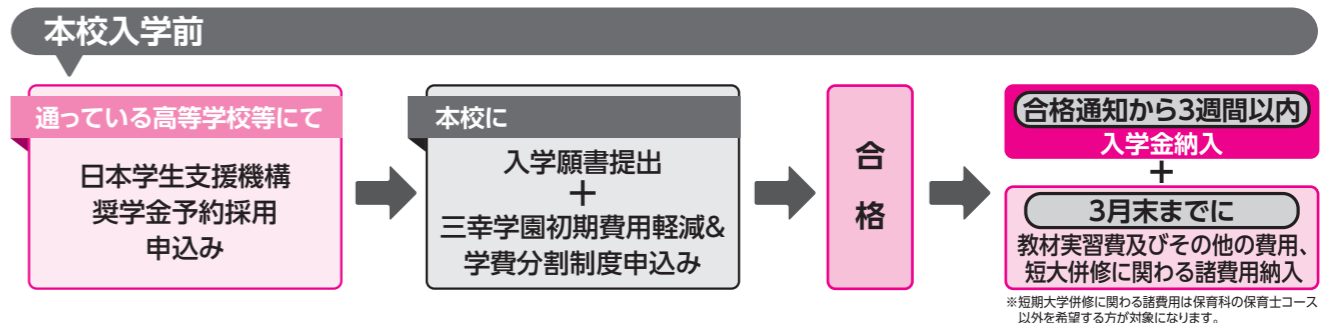 本校入学前
通っている高等学校等にて
日本学生支援機構
奨学金予約採用
申込み
本校に
入学願書提出
+
三幸学園初期費用軽減&
学費分割制度申込み
合
格
合格通知から3週間以内
入学金納入
+
3月末までに
教材実習費及びその他の費用、
短大併修に関わる諸費用納入
※短期大学併修に関わる諸費用は保育科の保育士コース
以外を希望する方が対象になります。